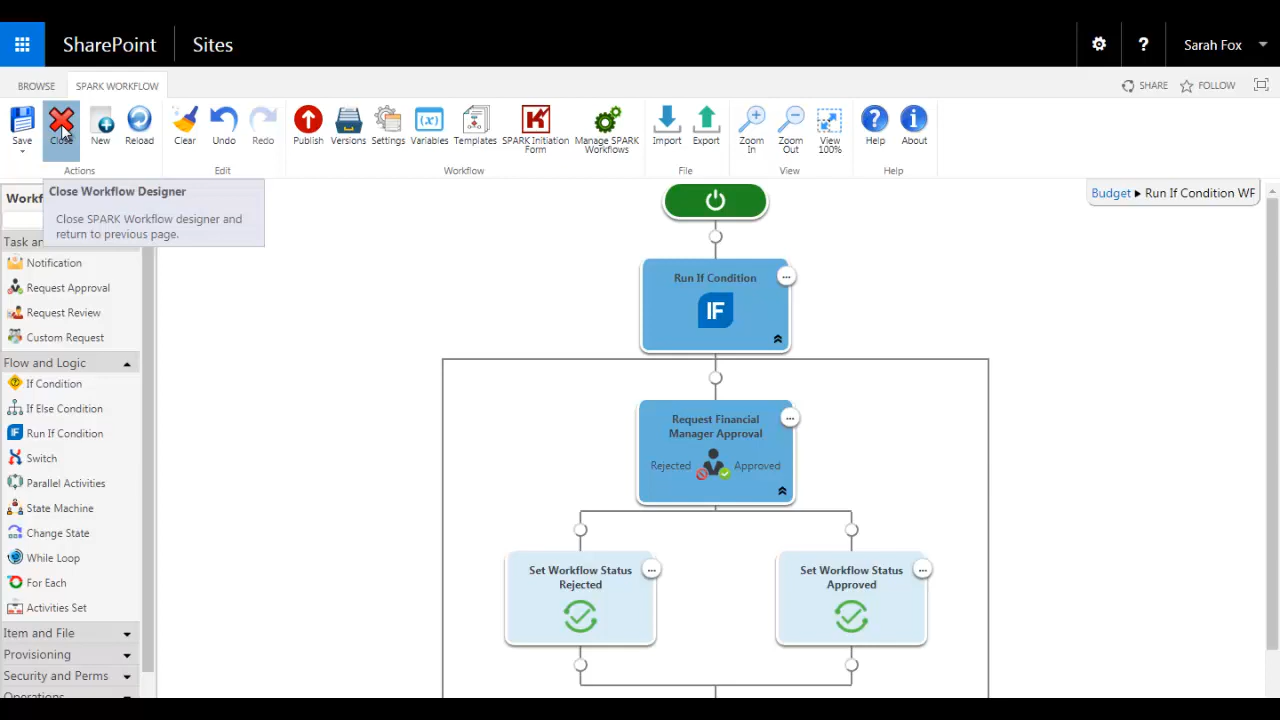 SharePoint
Sites
?
Sarah Fox
BROWSE
SPARK WORKFLOW
SHARE
FOLLOW
Save
Close
New
Reload
Clear
Undo
Redo
Publish
Versions
Settings
(x)
Variables
Templates
SPARK Initiation
Form
Manage SPARK
Workflows
Import
Export
Zoom
In
Zoom
Out
View
100%
?
Help
i
About
Actions
Edit
Workflow
File
View
Help
Close Workflow Designer
Close SPARK Workflow designer and
return to previous page.
Budget
Run If Condition WF
Notification
Request Approval
Request Review
Custom Request
Flow and Logic
If Condition
If Else Condition
IF
Run If Condition
Switch
Parallel Activities
State Machine
Change State
While Loop
For Each
Activities Set
Item and File
Provisioning
Security and Perms
Operations
Run If Condition
...
IF
Request Financial
Manager Approval
...
Rejected
Approved
Set Workflow Status
Rejected
...
Set Workflow Status
Approved
...